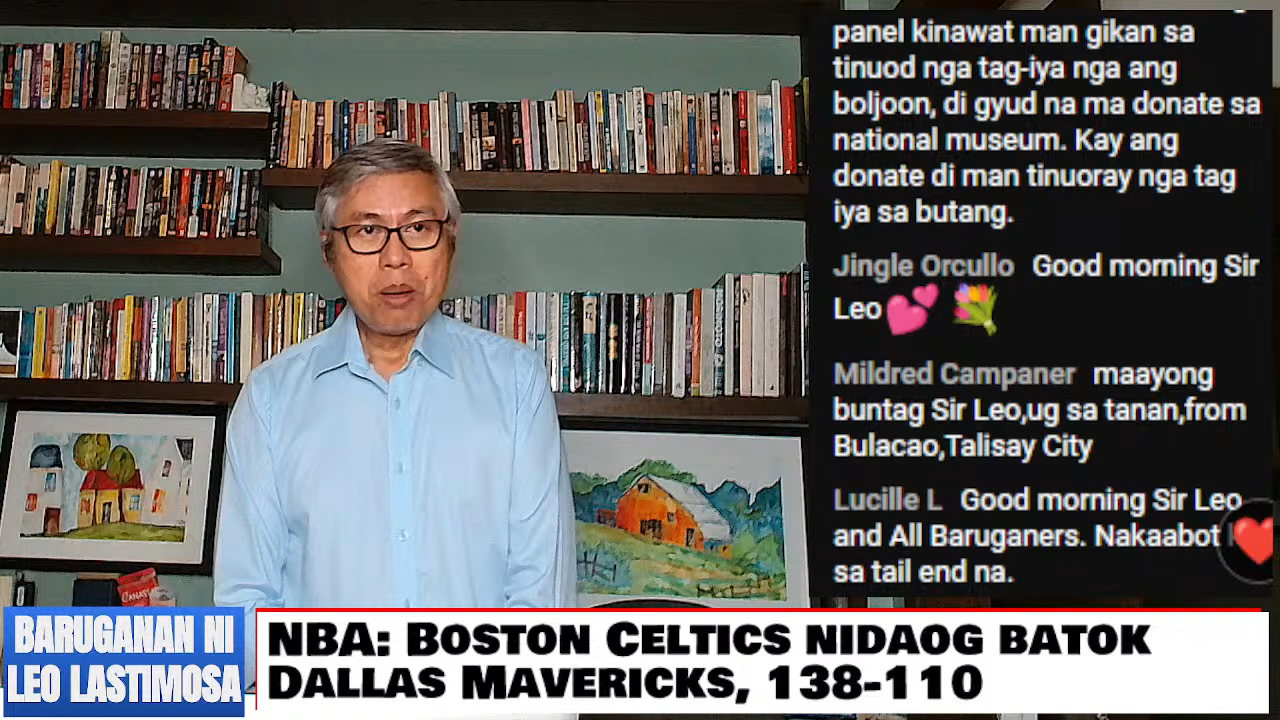 panel kinawat man gikan sa
tinuod nga tag-iya nga ang
boljoon, di gyud na ma donate sa
national museum. Kay ang
donate di man tinuoray nga tag
iya sa butang.
Jingle Orcullo Good morning Sir
Leo💕 💐
Mildred Campaner maayong
buntag Sir Leo,ug sa tanan,from
Bulacao,Talisay City
Lucille L Good morning Sir Leo
and All Baruganers. Nakaabot
sa tail end na.
BARUGANAN NI
LEO LASTIMOSA
NBA: BOSTON CELTICS NIDAOG BATOK
DALLAS MAVERICKS, 138-110